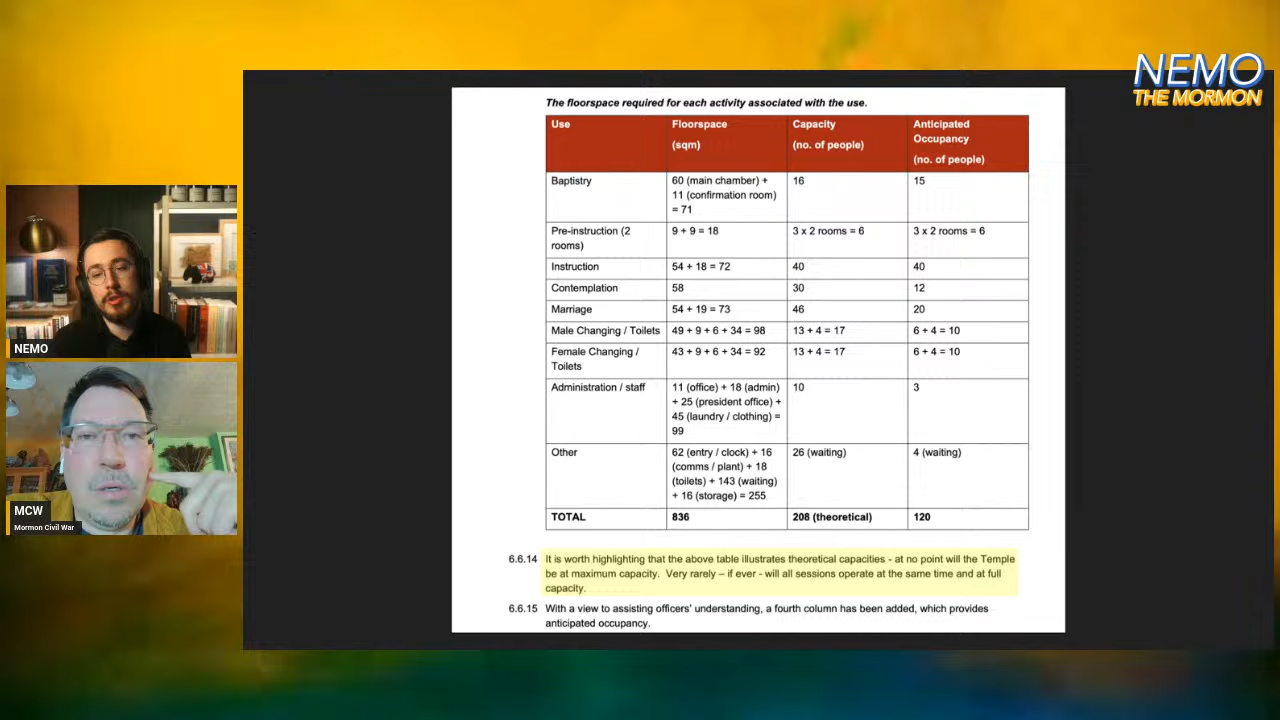 NEMO
THE MORMON
NEMO
MCW
Mormon Civil War
The floorspace required for each activity associated with the use.
Use
Floorspace
(sqm)
Capacity
(no. of people)
Anticipated
Occupancy
(no. of people)
Baptistry
60 (main chamber) +
11 (confirmation room)
= 71
16
15
Pre-instruction (2
rooms)
9 + 9 = 18
3 x 2 rooms = 6
3 x 2 rooms = 6
Instruction
54 + 18 = 72
40
40
Contemplation
58
30
12
Marriage
54 + 19 = 73
46
20
Male Changing / Toilets
49 + 9 + 6 + 34 = 98
13 + 4 = 17
6 + 4 = 10
Female Changing /
Toilets
43 + 9 + 6 + 34 = 92
13 + 4 = 17
6 + 4 = 10
Administration / staff
11 (office) + 18 (admin)
+ 25 (president office) +
45 (laundry / clothing) =
99
10
3
Other
62 (entry / clock) + 16
(comms / plant) + 18
(toilets) + 143 (waiting)
+ 16 (storage) = 255
26 (waiting)
4 (waiting)
TOTAL
836
208 (theoretical)
120
6.6.14 It is worth highlighting that the above table illustrates theoretical capacities - at no point will the Temple
be at maximum capacity. Very rarely – if ever - will all sessions operate at the same time and at full
capacity.
6.6.15 With a view to assisting officers' understanding, a fourth column has been added, which provides
anticipated occupancy.